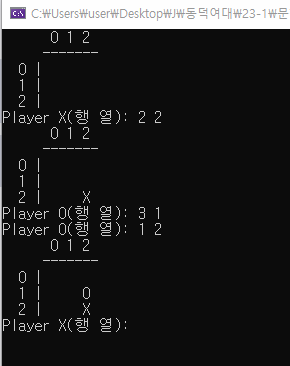 C:₩Users₩user₩Desktop₩J₩동덕여대₩23-1₩문
0 1 2
-------
0 |
1 |
2 |
Player X(행 열): 2 2
0 1 2
-------
0 |
1 |
2 |     X
Player O(행 열): 3 1
Player O(행 열): 1 2
0 1 2
-------
0 |
1 |     O
2 |     X
Player X(행 열):